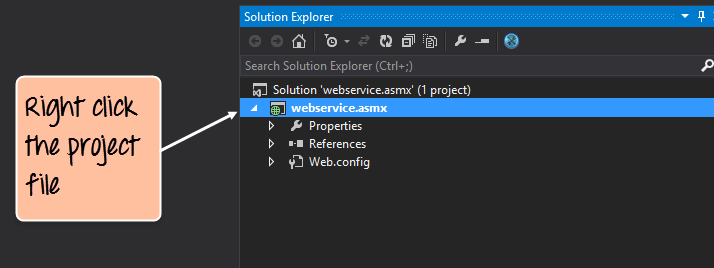 Solution Explorer
Search Solution Explorer (Ctrl+;)
Solution 'webservice.asmx' (1 project)
webservice.asmx
Properties
References
Web.config
Right click
the project
file